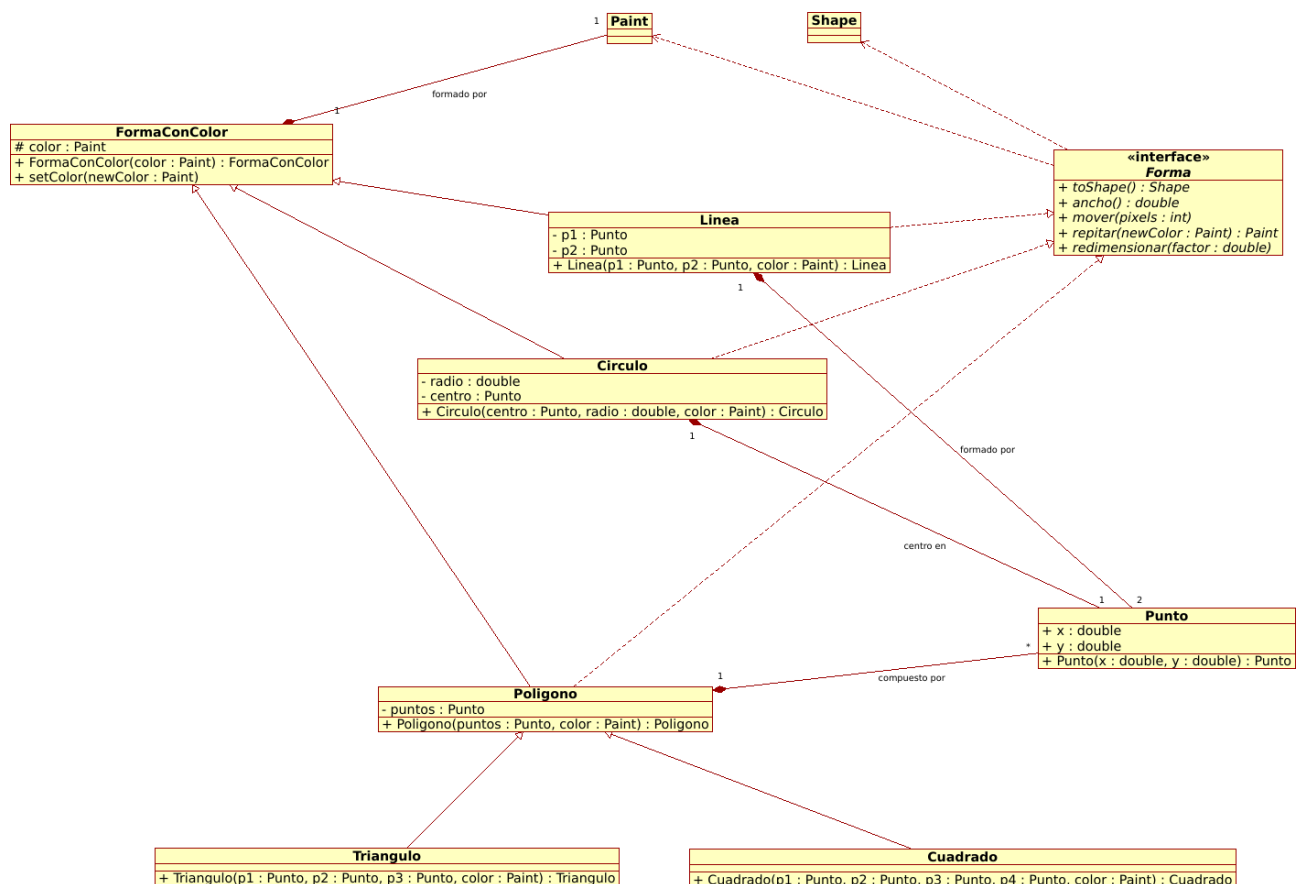 1
Paint
Shape
formado por
1
FormaConColor
# color : Paint
+ FormaConColor(color : Paint) : FormaConColor
+ setColor(newColor : Paint)
«interface»
Forma
+ toShape() : Shape
+ ancho() : double
+ mover(pixels : int)
+ repitar(newColor : Paint) : Paint
+ redimensionar(factor : double)
Linea
- p1 : Punto
- p2 : Punto
+ Linea(p1 : Punto, p2 : Punto, color : Paint) : Linea
1
Circulo
- radio : double
- centro : Punto
+ Circulo(centro : Punto, radio : double, color : Paint) : Circulo
1
formado por
centro en
1
2
Punto
+ x : double
+ y : double
+ Punto(x : double, y : double) : Punto
*
1
compuesto por
Poligono
- puntos : Punto
+ Poligono(puntos : Punto, color : Paint) : Poligono
Triangulo
+ Triangulo(p1 : Punto, p2 : Punto, p3 : Punto, color : Paint) : Triangulo
Cuadrado
+ Cuadrado(p1 : Punto, p2 : Punto, p3 : Punto, p4 : Punto, color : Paint) : Cuadrado